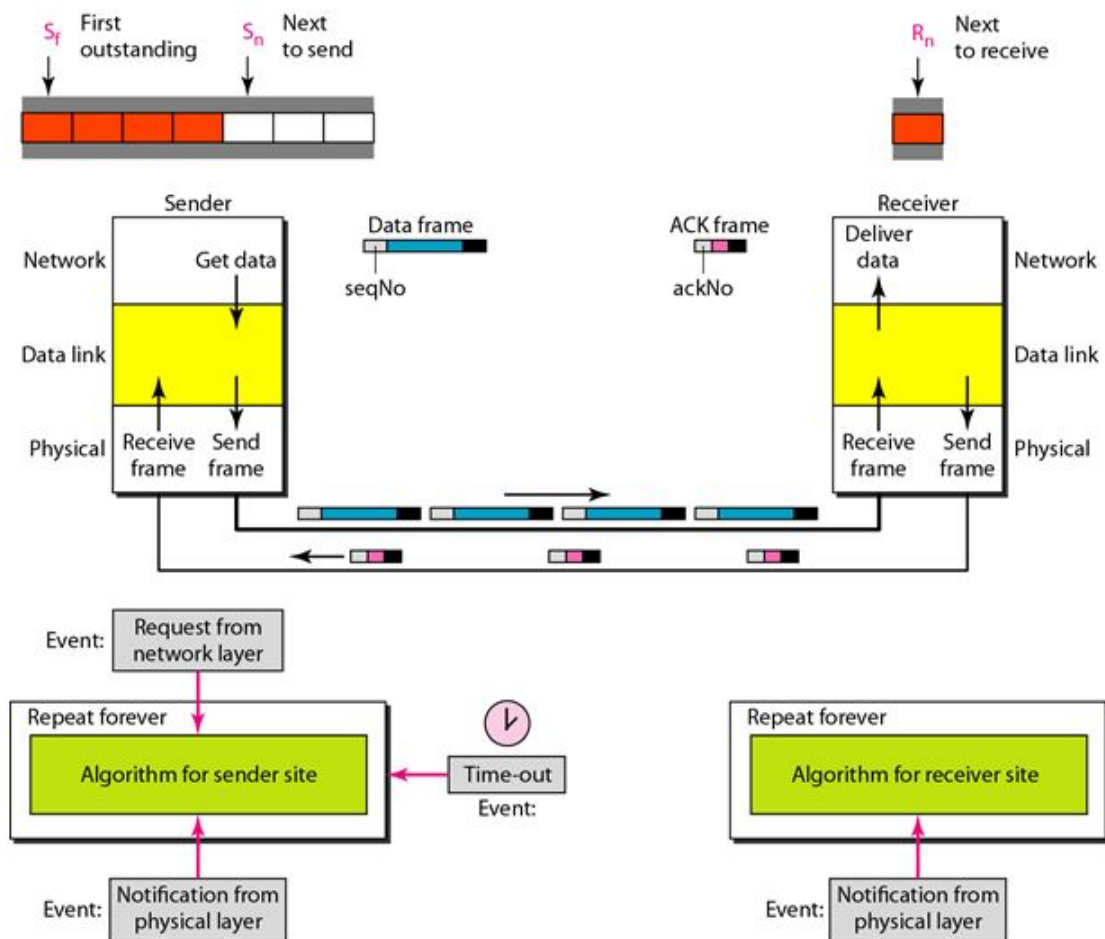 Sf First outstanding
Sn Next to send
Rn Next to receive
Sender
Receiver
Data frame
seqNo
ACK frame
ackNo
Network
Get data
Deliver data
Network
Data link
Data link
Physical
Receive frame
Send frame
Receive frame
Send frame
Physical
Event:
Request from
network layer
Repeat forever
Algorithm for sender site
Time-out
Event:
Repeat forever
Algorithm for receiver site
Event:
Notification from
physical layer
Event:
Notification from
physical layer